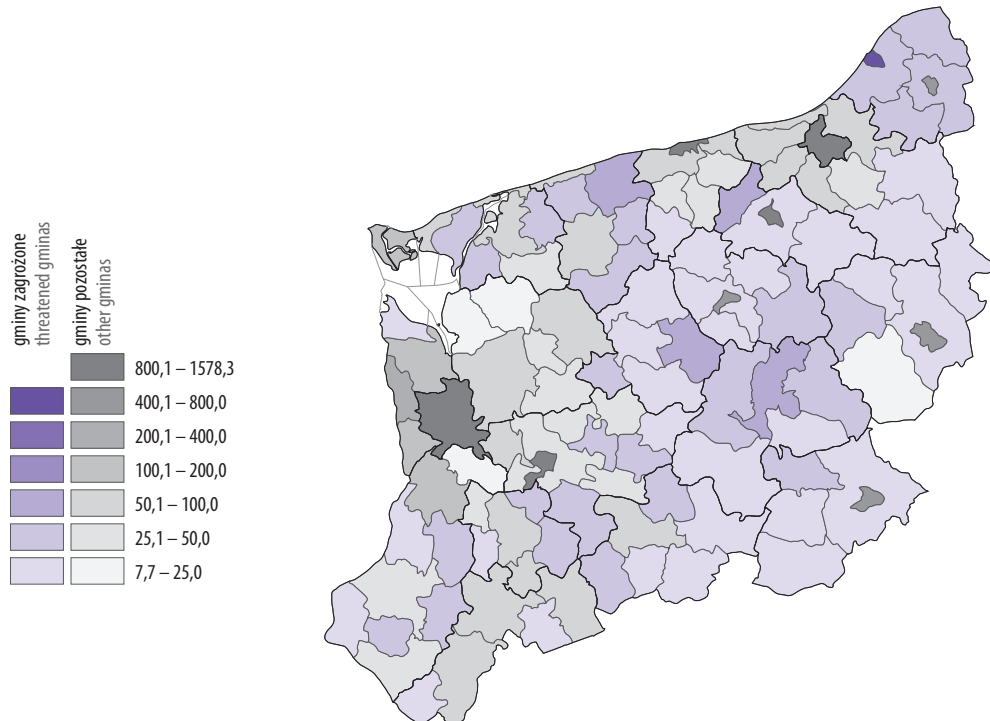 gminy zagrożone
threatened gminas
gminy pozostałe
other gminas
800,1 – 1578,3
400,1 – 800,0
200,1 – 400,0
100,1 – 200,0
50,1 – 100,0
25,1 – 50,0
7,7 – 25,0